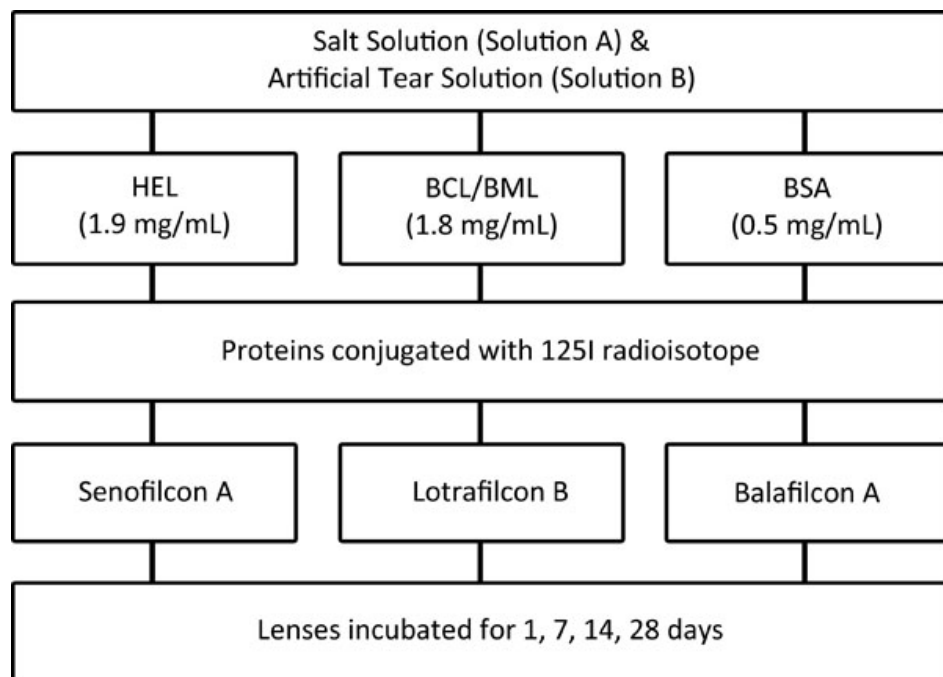 Salt Solution (Solution A) &
Artificial Tear Solution (Solution B)
HEL
(1.9 mg/mL)
BCL/BML
(1.8 mg/mL)
BSA
(0.5 mg/mL)
Proteins conjugated with 125I radioisotope
Senofilcon A
Lotrafilcon B
Balafilcon A
Lenses incubated for 1, 7, 14, 28 days